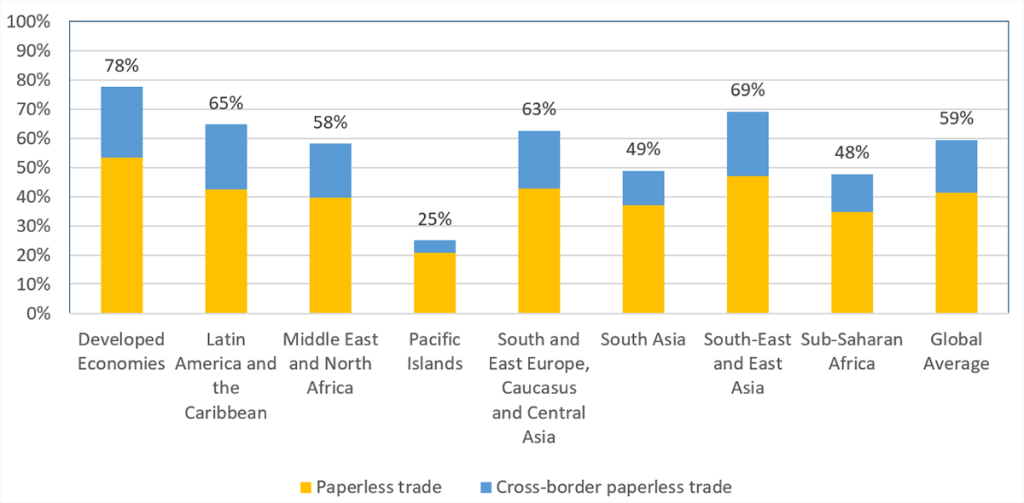 100%
90%
80%
70%
60%
50%
40%
30%
20%
10%
0%
78%
65%
58%
25%
63%
49%
69%
48%
59%
Developed
Economies
Latin
America and
the
Caribbean
Middle East
and North
Africa
Pacific
Islands
South and
East Europe,
Caucasus
and Central
Asia
South Asia
South-East
and East
Asia
Sub-Saharan
Africa
Global
Average
Paperless trade
Cross-border paperless trade